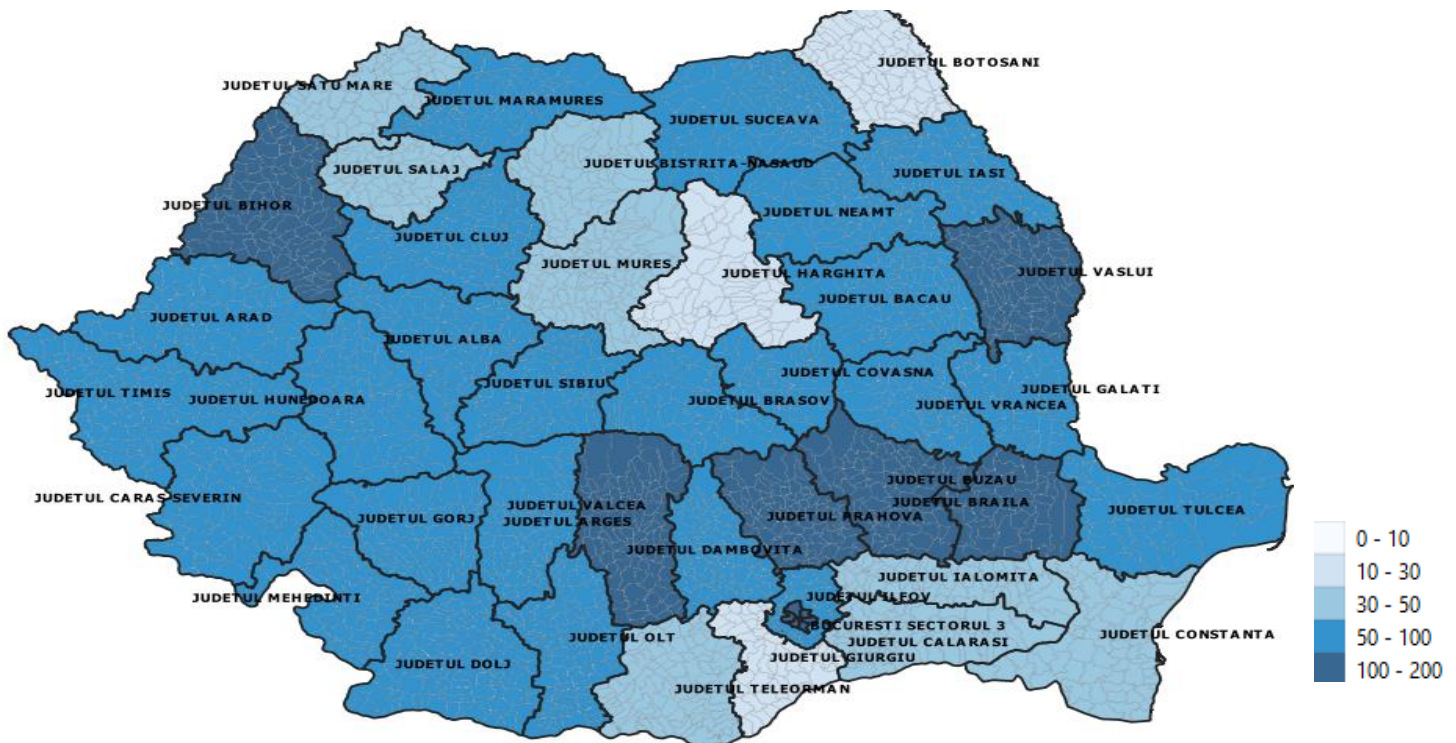 JUDETUL BOTOSANI
JUDETUL SATU MARE
JUDETUL MARAMURES
JUDETUL SUCEAVA
JUDETUL BISTRITA-NASAUD
JUDETUL SALAJ
JUDETUL IASI
JUDETUL BIHOR
JUDETUL NEAMT
JUDETUL CLUJ
JUDETUL MURES
JUDETUL HARGHITA
JUDETUL VASLUI
JUDETUL BACAU
JUDETUL ARAD
JUDETUL ALBA
JUDETUL COVASNA
JUDETUL SIBIU
JUDETUL GALATI
JUDETUL TIMIS
JUDETUL HUNEDOARA
JUDETUL BRASOV
JUDETUL VRANCEA
JUDETUL BUZAU
JUDETUL CARAS-SEVERIN
JUDETUL BRAILA
JUDETUL VALCEA
JUDETUL TULCEA
JUDETUL GORJ
JUDETUL ARGES
JUDETUL PRAHOVA
JUDETUL DAMBOVITA
JUDETUL IALOMITA
JUDETUL MEHEDINTI
JUDETUL ILFOV
BUCURESTI SECTORUL 3
JUDETUL OLT
JUDETUL CALARASI
JUDETUL CONSTANTA
JUDETUL GIURGIU
JUDETUL DOLJ
JUDETUL TELEORMAN
0 - 10
10 - 30
30 - 50
50 - 100
100 - 200